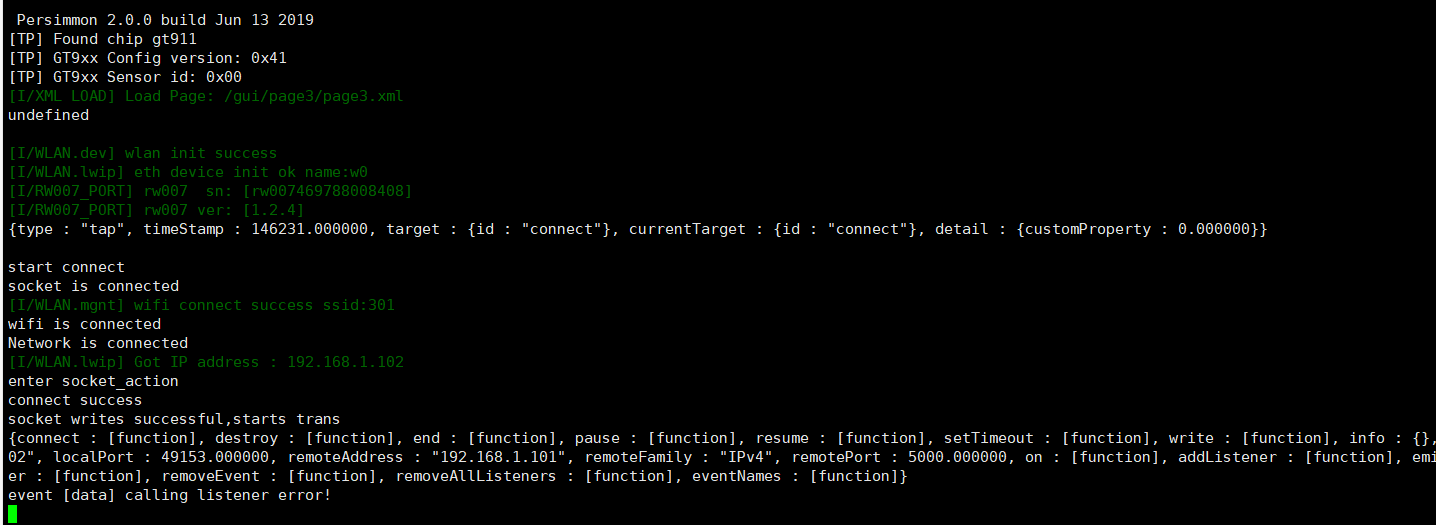 Persimmon 2.0.0 build Jun 13 2019
[TP] Found chip gt911
[TP] GT9xx Config version: 0x41
[TP] GT9xx Sensor id: 0x00
[I/XML LOAD] Load Page: /gui/page3/page3.xml
undefined
[I/WLAN.dev] wlan init success
[I/WLAN.lwip] eth device init ok name:w0
[I/RW007_PORT] rw007  sn: [rw007469788008408]
[I/RW007_PORT] rw007 ver: [1.2.4]
{type : "tap", timeStamp : 146231.000000, target : {id : "connect"}, currentTarget : {id : "connect"}, detail : {customProperty : 0.000000}}
start connect
socket is connected
[I/WLAN.mgnt] wifi connect success ssid:301
wifi is connected
Network is connected
[I/WLAN.lwip] Got IP address : 192.168.1.102
enter socket_action
connect success
socket writes successful,starts trans
{connect : [function], destroy : [function], end : [function], pause : [function], resume : [function], setTimeout : [function], write : [function], info : {},
02", localPort : 49153.000000, remoteAddress : "192.168.1.101", remoteFamily : "IPv4", remotePort : 5000.000000, on : [function], addListener : [function], emi
er : [function], removeEvent : [function], removeAllListeners : [function], eventNames : [function]}
event [data] calling listener error!